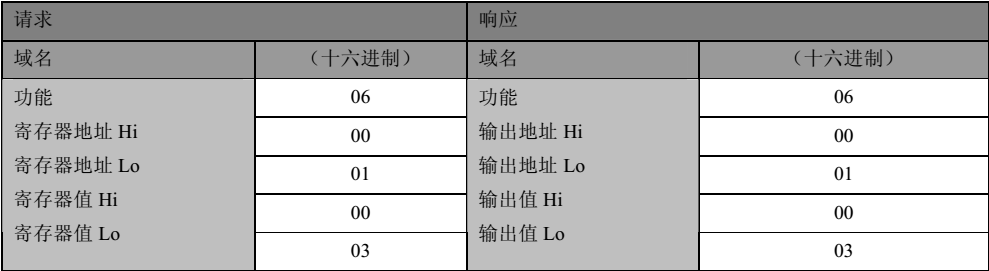 请求 响应
域名 （十六进制） 域名 （十六进制）
功能 06 功能 06
寄存器地址 Hi 00 输出地址 Hi 00
寄存器地址 Lo 01 输出地址 Lo 01
寄存器值 Hi 00 输出值 Hi 00
寄存器值 Lo 03 输出值 Lo 03